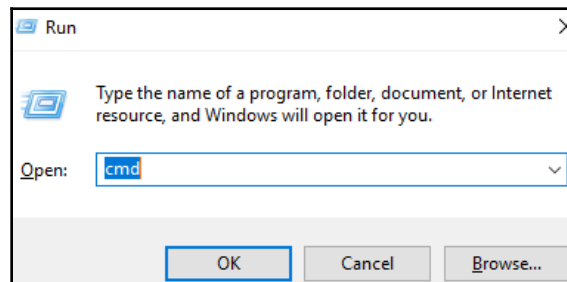 Run
Type the name of a program, folder, document, or Internet
resource, and Windows will open it for you.
Open: cmd
OK Cancel Browse...